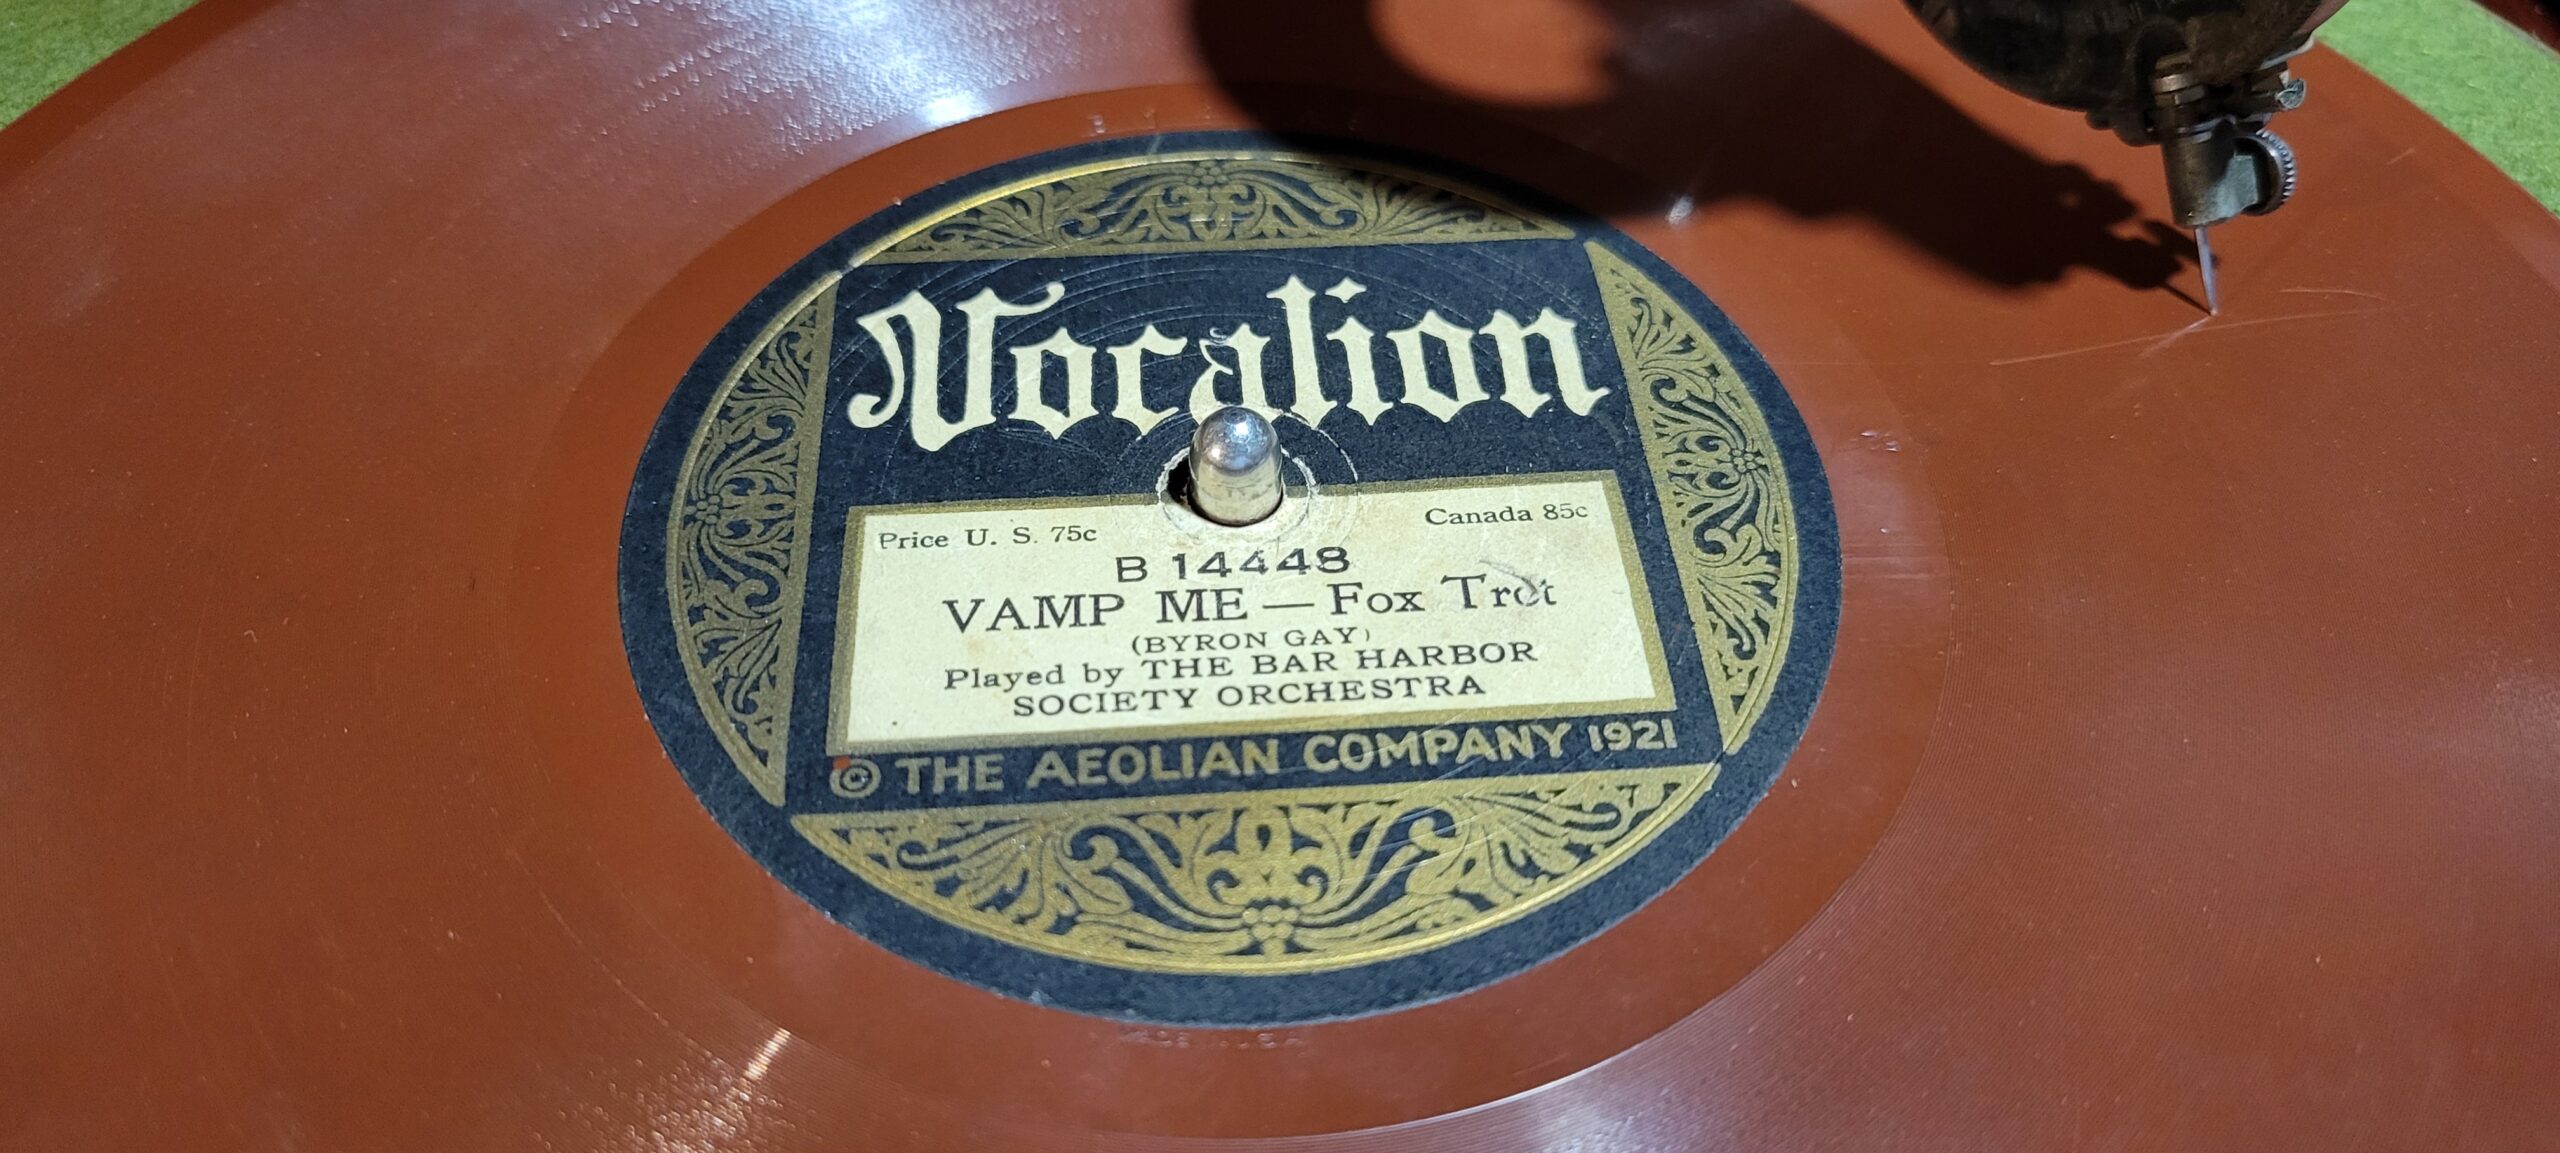 Vocalion
Price U. S. 75c
Canada 85c
B 14448
VAMP ME — Fox Trot
(BYRON GAY)
Played by THE BAR HARBOR
SOCIETY ORCHESTRA
© THE AEOLIAN COMPANY 1921